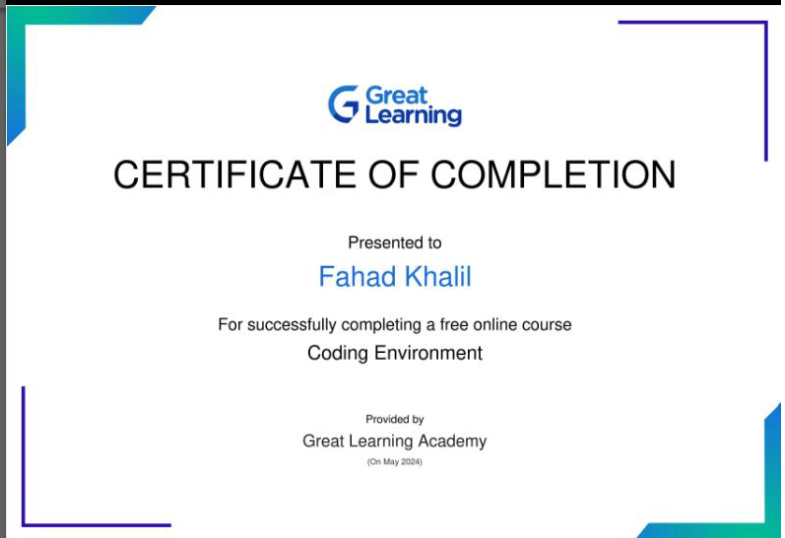 Great
Learning
CERTIFICATE OF COMPLETION
Presented to
Fahad Khalil
For successfully completing a free online course
Coding Environment
Provided by
Great Learning Academy
(On May 2024)